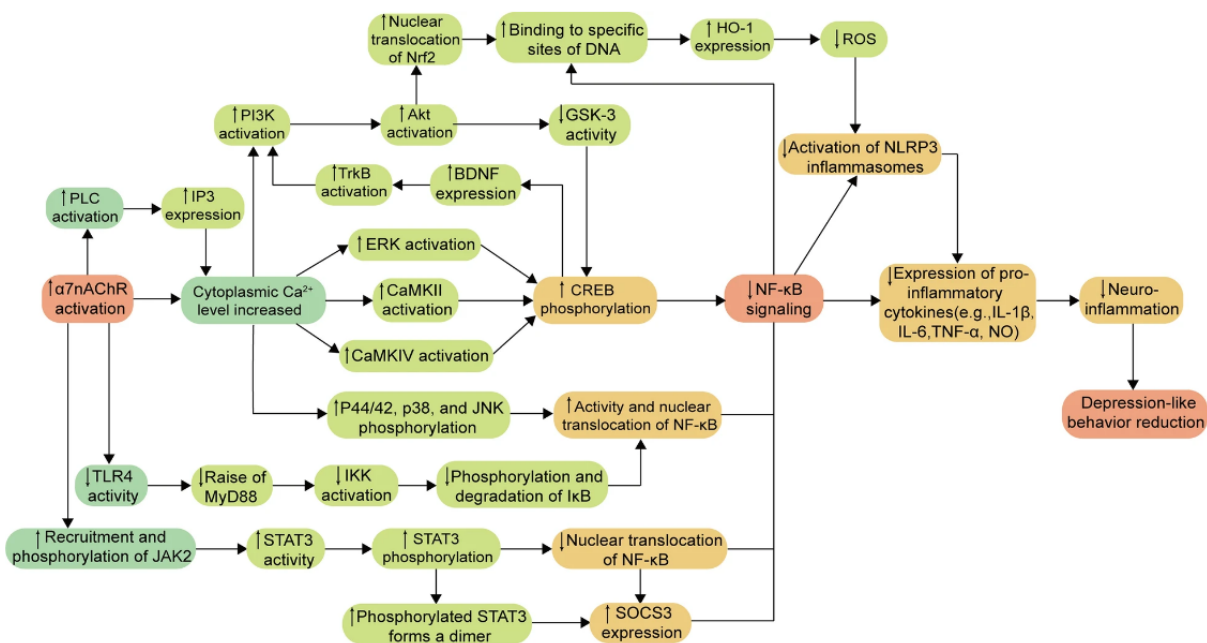 ↑Nuclear
translocation
of Nrf2
↑Binding to specific
sites of DNA
↑HO-1
expression
↓ROS
↑PI3K
activation
↑Akt
activation
↓GSK-3
activity
↓Activation of NLRP3
inflammasomes
↑TrkB
activation
↑BDNF
expression
↑PLC
activation
↑IP3
expression
↑ERK activation
↑α7nAChR
activation
Cytoplasmic Ca²⁺
level increased
↑CaMKII
activation
↑ CREB
phosphorylation
↓NF-κB
signaling
↓Expression of pro-
inflammatory
cytokines(e.g.,IL-1β,
IL-6,TNF-α, NO)
↓Neuro-
inflammation
↑CaMKIV activation
↑P44/42, p38, and JNK
phosphorylation
↑ Activity and nuclear
translocation of NF-κB
Depression-like
behavior reduction
↓TLR4
activity
↓Raise of
MyD88
↓ IKK
activation
↓Phosphorylation and
degradation of IκB
↑ Recruitment and
phosphorylation of JAK2
↑STAT3
activity
↑ STAT3
phosphorylation
↓Nuclear translocation
of NF-κB
↑Phosphorylated STAT3
forms a dimer
↑ SOCS3
expression